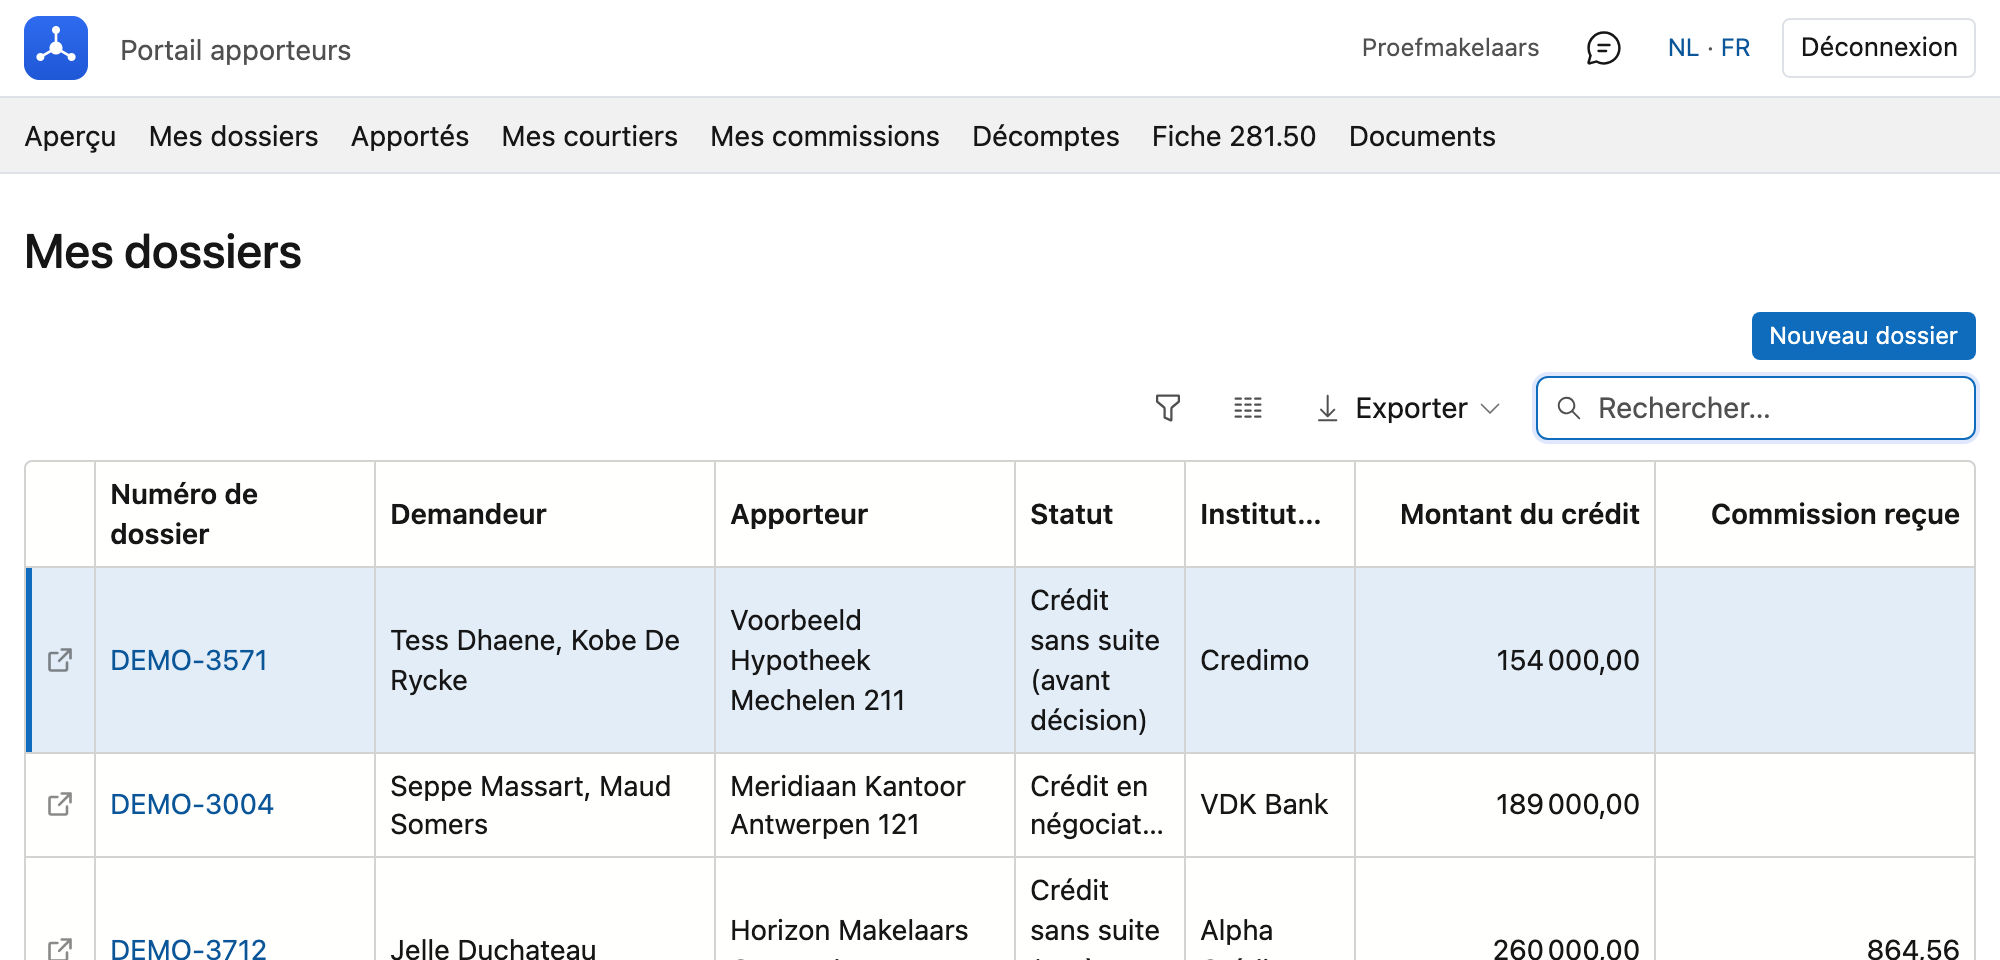 Portail apporteurs
Proefmakelaars
NL · FR
Déconnexion
Aperçu
Mes dossiers
Apportés
Mes courtiers
Mes commissions
Décomptes
Fiche 281.50
Documents
Mes dossiers
Nouveau dossier
Exporter
Rechercher...
Numéro de
dossier
Demandeur
Apporteur
Statut
Institut...
Montant du crédit
Commission reçue
DEMO-3571
Tess Dhaene, Kobe De
Rycke
Voorbeeld
Hypotheek
Mechelen 211
Crédit
sans suite
(avant
décision)
Credimo
154 000,00
DEMO-3004
Seppe Massart, Maud
Somers
Meridiaan Kantoor
Antwerpen 121
Crédit en
négociat...
VDK Bank
189 000,00
DEMO-3712
Jelle Duchateau
Horizon Makelaars
Crédit
sans suite
Alpha
260 000,00
864,56